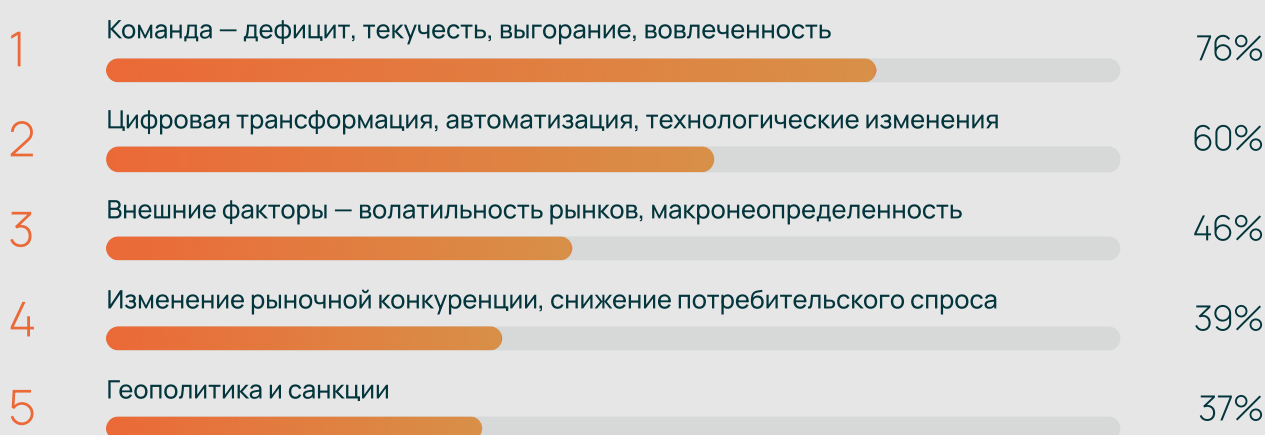 1
Команда — дефицит, текучесть, выгорание, вовлеченность
76%
2
Цифровая трансформация, автоматизация, технологические изменения
60%
3
Внешние факторы — волатильность рынков, макронеопределенность
46%
4
Изменение рыночной конкуренции, снижение потребительского спроса
39%
5
Геополитика и санкции
37%